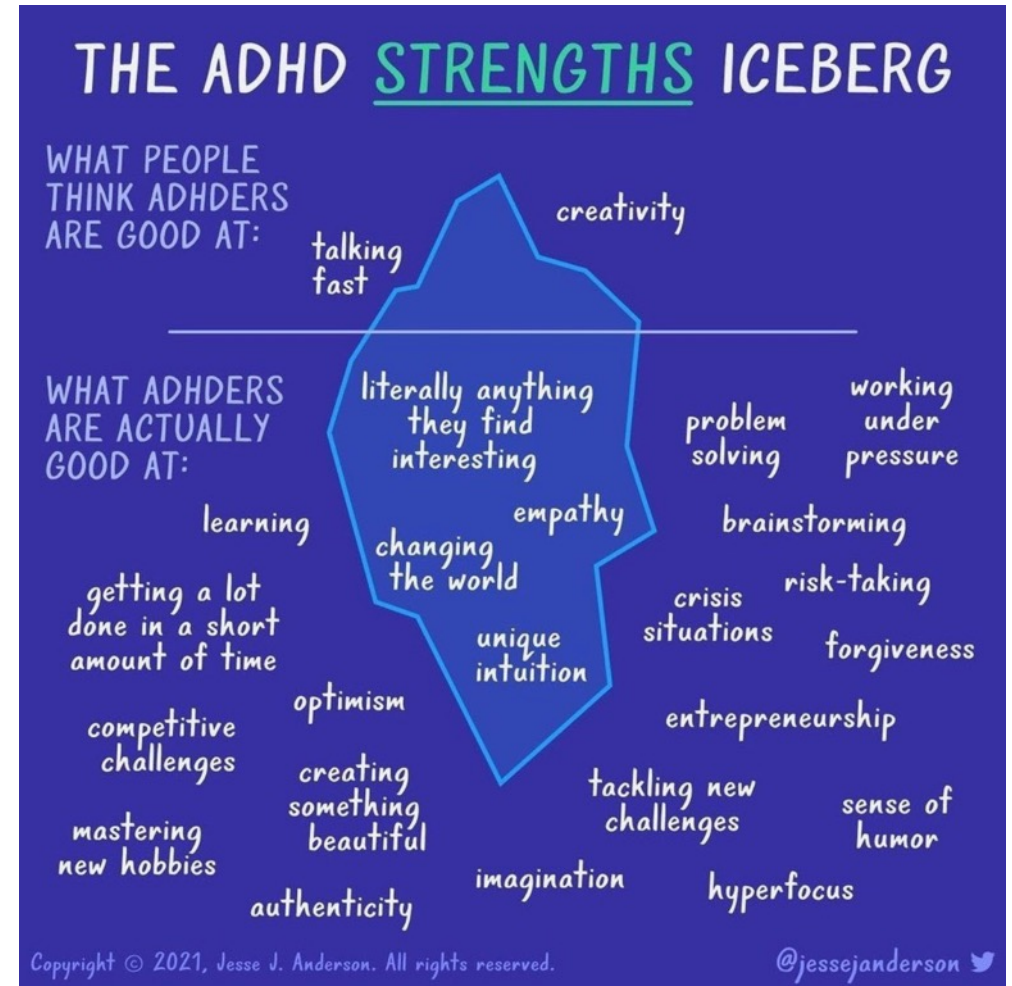 THE ADHD STRENGTHS ICEBERG
WHAT PEOPLE
THINK ADHDERS
ARE GOOD AT:
talking
fast
creativity
WHAT ADHDERS
ARE ACTUALLY
GOOD AT:
literally anything
they find
interesting
problem
solving
working
under
pressure
learning
empathy
brainstorming
changing
the world
getting a lot
done in a short
amount of time
crisis
situations
risk-taking
unique
intuition
forgiveness
optimism
competitive
challenges
entrepreneurship
creating
something
beautiful
tackling new
challenges
sense of
humor
mastering
new hobbies
imagination
hyperfocus
authenticity
Copyright © 2021, Jesse J. Anderson. All rights reserved.
@jessejanderson